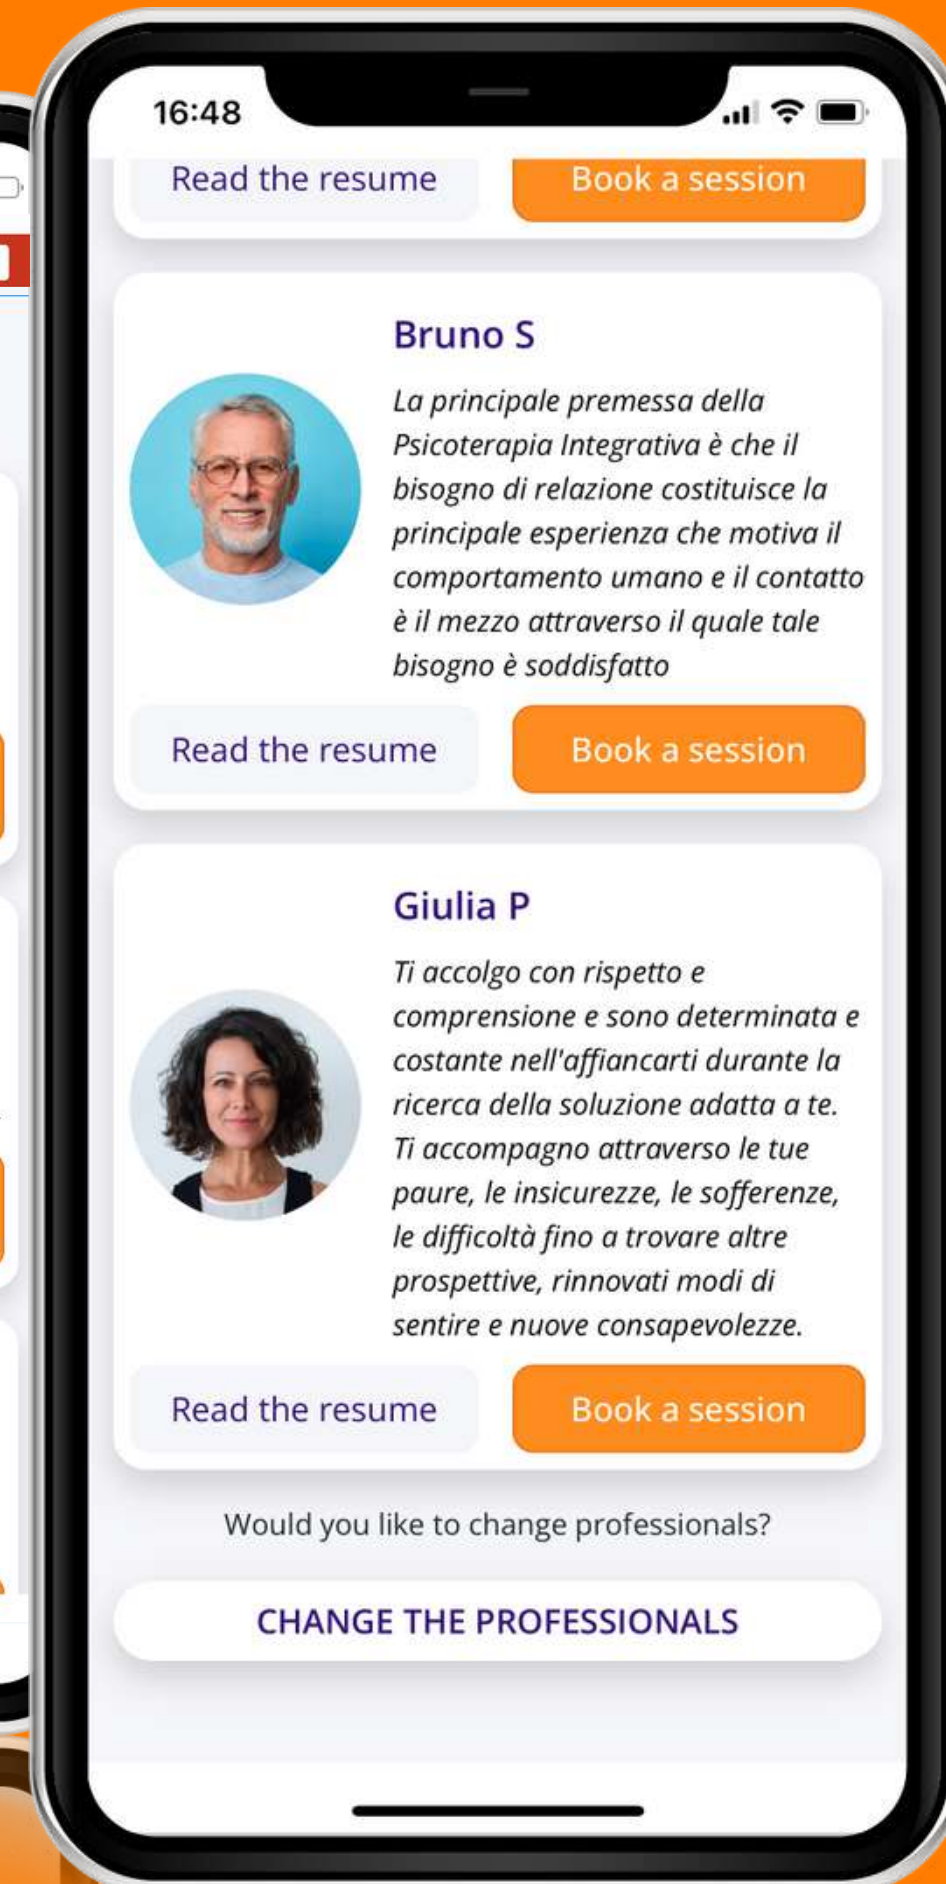 16:48
Read the resume
Book a session
Bruno S
La principale premessa della
Psicoterapia Integrativa è che il
bisogno di relazione costituisce la
principale esperienza che motiva il
comportamento umano e il contatto
è il mezzo attraverso il quale tale
bisogno è soddisfatto
Read the resume
Book a session
Giulia P
Ti accolgo con rispetto e
comprensione e sono determinata e
costante nell'affiancarti durante la
ricerca della soluzione adatta a te.
Ti accompagno attraverso le tue
paure, le insicurezze, le sofferenze,
le difficoltà fino a trovare altre
prospettive, rinnovati modi di
sentire e nuove consapevolezze.
Read the resume
Book a session
Would you like to change professionals?
CHANGE THE PROFESSIONALS